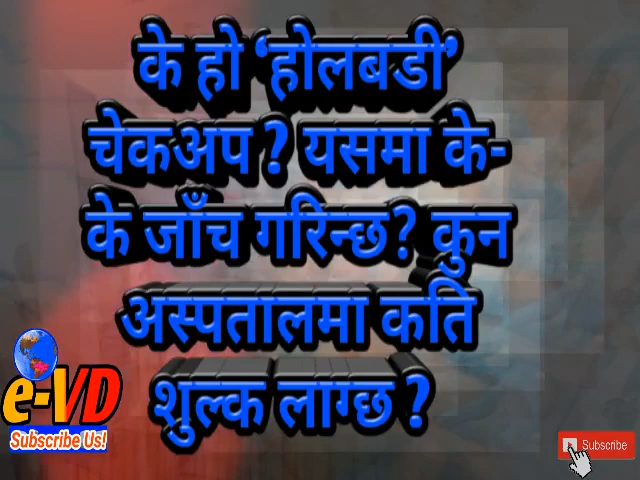 के हो ‘होलबडी’
चेकअप ? यसमा के-
के जाँच गरिन्छ? कुन
अस्पतालमा कति
शुल्क लाग्छ ?
e-VD
Subscribe Us!
Subscribe